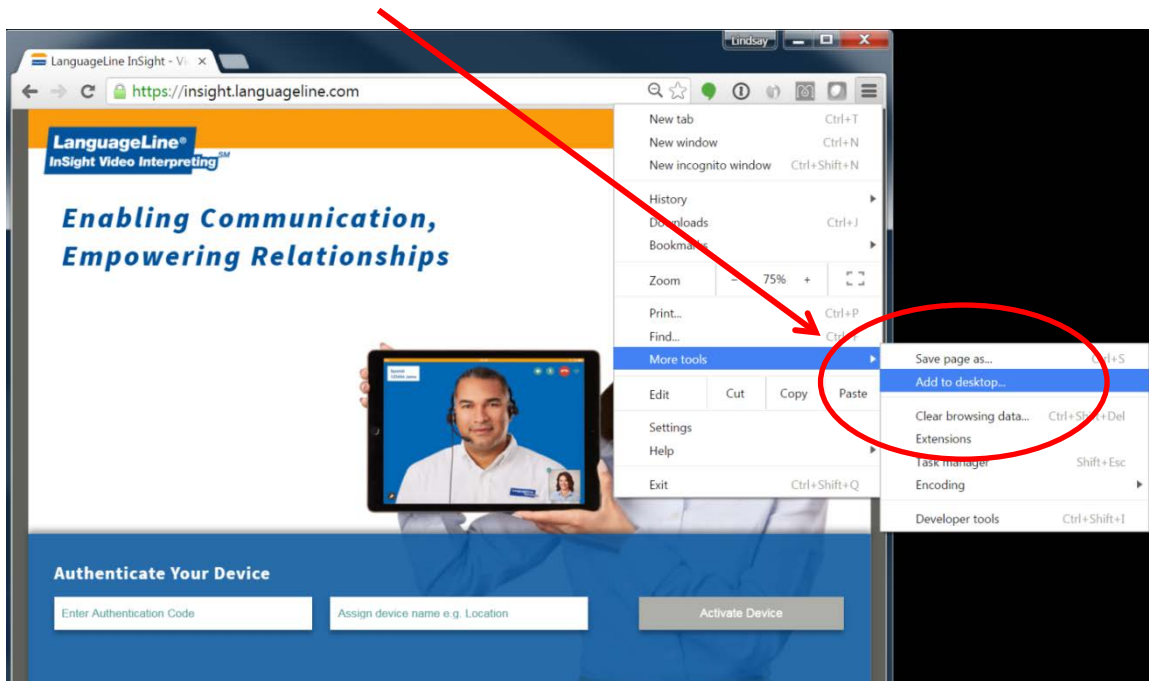 Lindsay
LanguageLine InSight - Vi
https://insight.languageline.com
LanguageLine®
InSight Video Interpreting SM
Enabling Communication,
Empowering Relationships
New tab Ctrl+T
New window Ctrl+N
New incognito window Ctrl+Shift+N
History
Downloads Ctrl+J
Bookmarks
Zoom - 75% +
Print... Ctrl+P
Find... Ctrl+F
More tools
Edit Cut Copy Paste
Settings
Help
Exit Ctrl+Shift+Q
Save page as... Ctrl+S
Add to desktop...
Clear browsing data... Ctrl+Shift+Del
Extensions
Task manager Shift+Esc
Encoding
Developer tools Ctrl+Shift+I
Authenticate Your Device
Enter Authentication Code
Assign device name e.g. Location
Activate Device